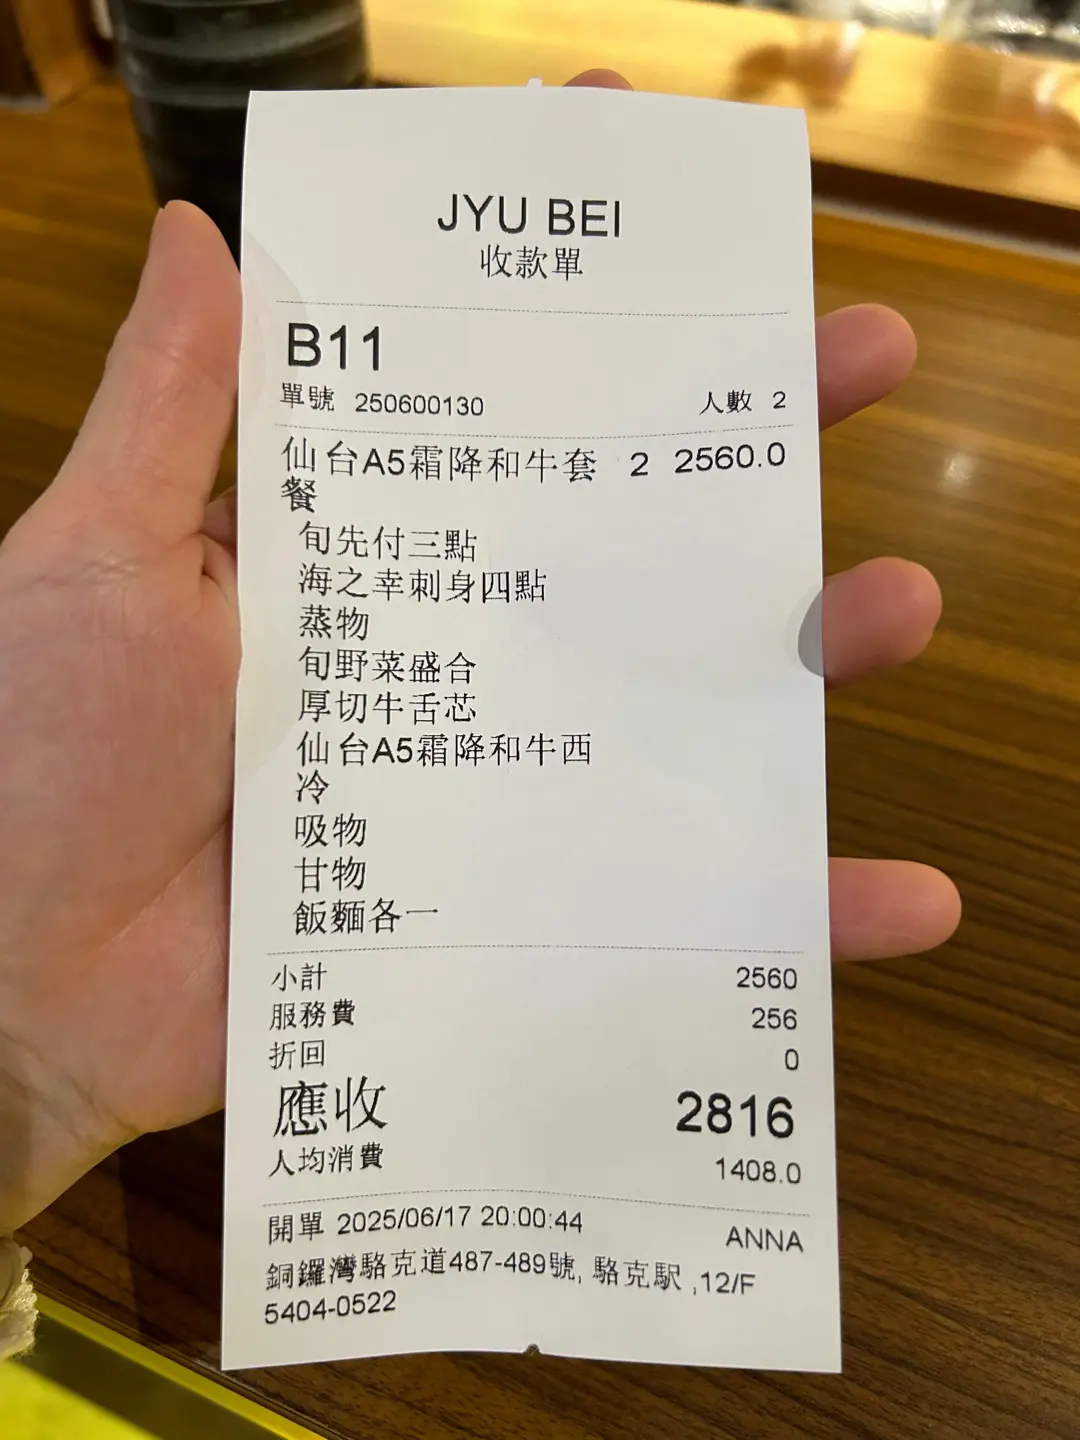 JYU BEI
收款單
B11
單號 250600130 人數 2
仙台A5霜降和牛套 2 2560.0
餐
旬先付三點
海之幸刺身四點
蒸物
旬野菜盛合
厚切牛舌芯
仙台A5霜降和牛西
冷
吸物
甘物
飯麵各一
小計 2560
服務費 256
折回 0
應收 2816
人均消費 1408.0
開單 2025/06/17 20:00:44 ANNA
銅鑼灣駱克道487-489號, 駱克駅 ,12/F
5404-0522